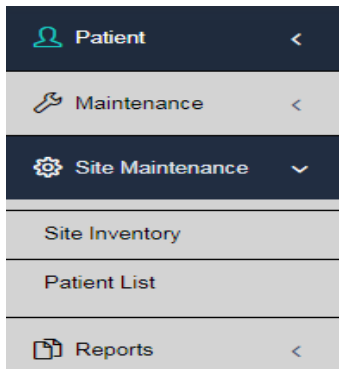 Patient
Maintenance
Site Maintenance
Site Inventory
Patient List
Reports